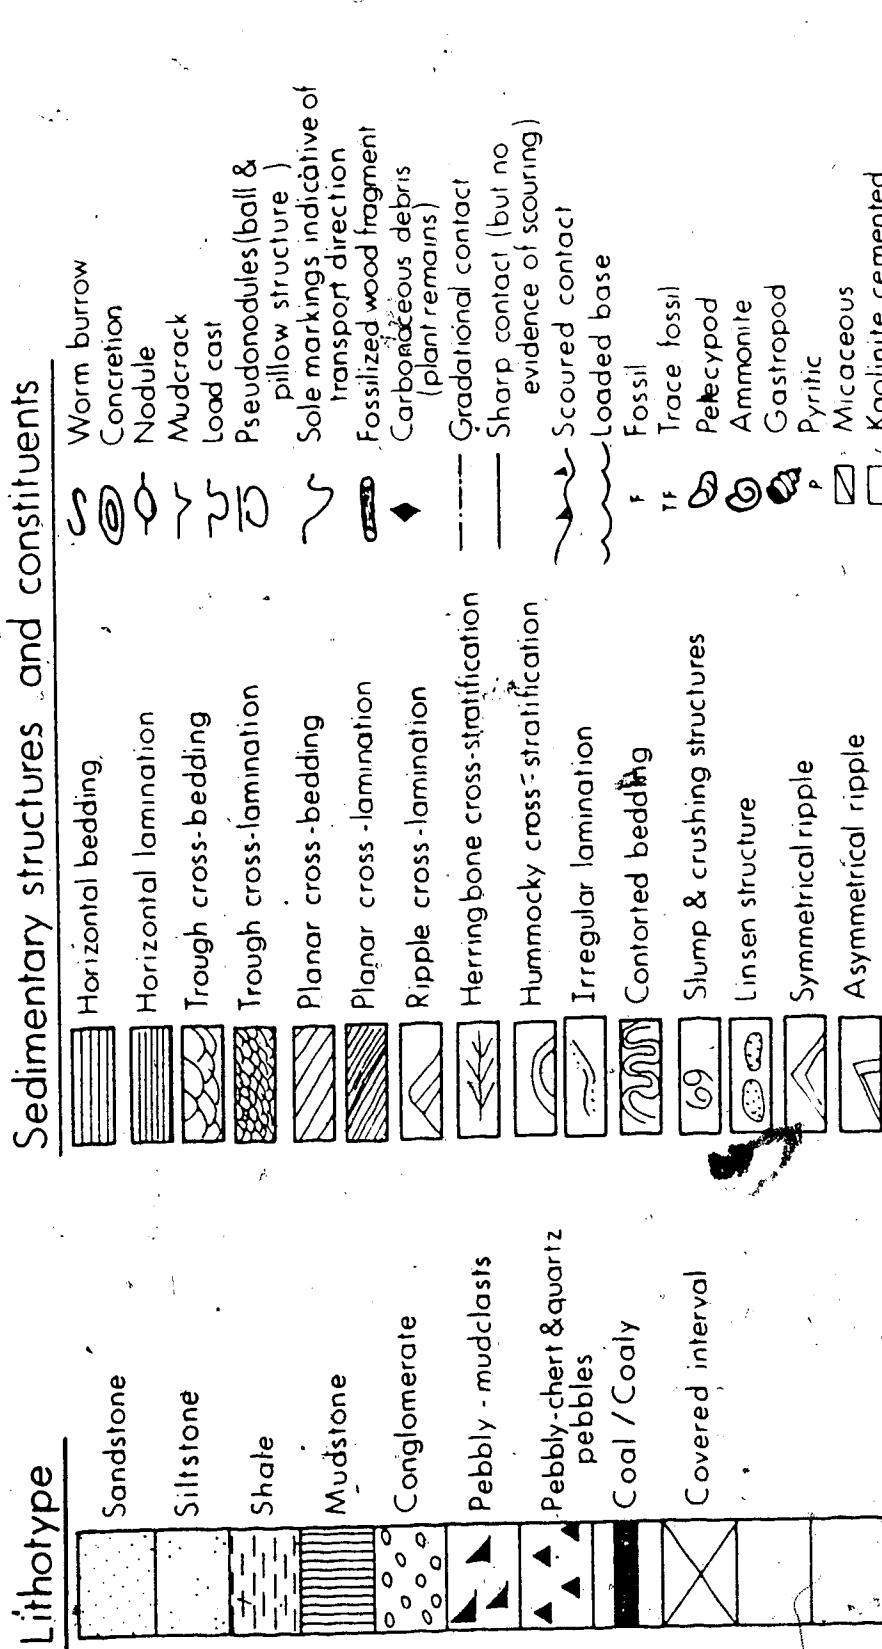 Lithotype
Sandstone
Siltstone
Shale
Mudstone
Conglomerate
Pebbly - mudclasts
Pebbly-chert & quartz
pebbles
Coal / Coaly
Covered interval
Sedimentary structures and constituents
Horizontal bedding
Horizontal lamination
Trough cross-bedding
Trough cross-lamination
Planar cross-bedding
Planar cross-lamination
Ripple cross-lamination
Herringbone cross-stratification
Hummocky cross-stratification
Irregular lamination
Contorted bedding
Slump & crushing structures
Linsen structure
Symmetrical ripple
Asymmetrical ripple
Worm burrow
Concretion
Nodule
Mudcrack
Load cast
Pseudonodules (ball &
pillow structure )
Sole markings indicative of
transport direction
Fossilized wood fragment
Carbonaceous debris
(plant remains)
Gradational contact
Sharp contact (but no
evidence of scouring)
Scoured contact
Loaded base
F Fossil
TF Trace fossil
Pelecypod
Ammonite
Gastropod
P Pyritic
Micaceous
Kaolinite cemented